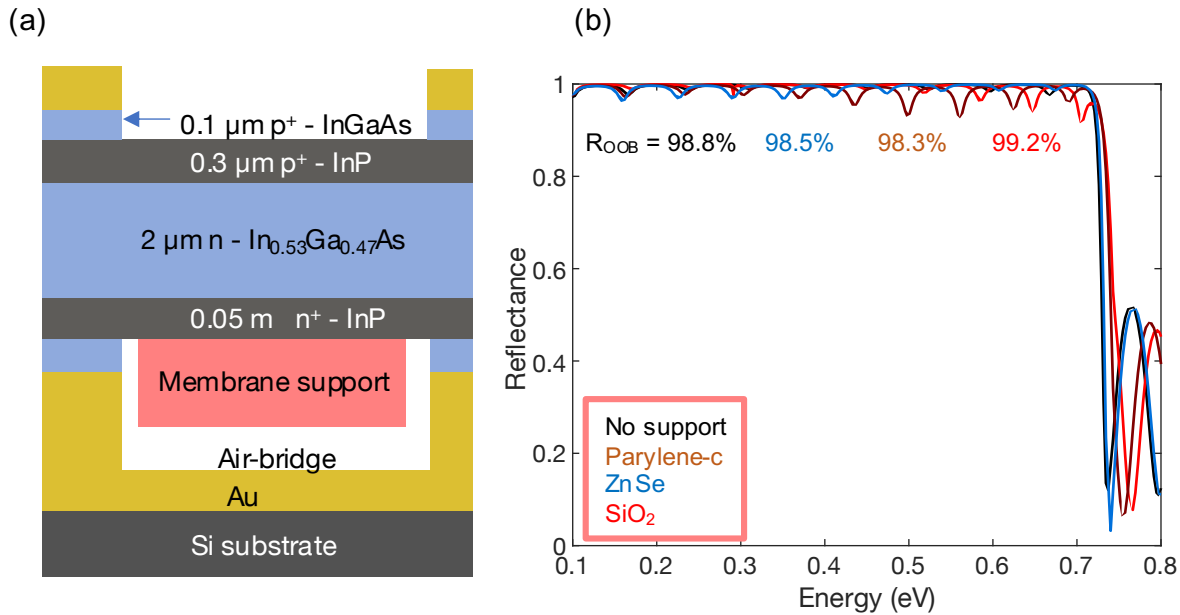 (a)
0.1 μm p⁺ - InGaAs
0.3 μm p⁺ - InP
2 μm n - In₀.₅₃Ga₀.₄₇As
0.05 m n⁺ - InP
Membrane support
Air-bridge
Au
Si substrate
(b)
1
0.8
0.6
0.4
0.2
0
Reflectance
R_OOB = 98.8% 98.5% 98.3% 99.2%
No support
Parylene-c
ZnSe
SiO₂
0.1 0.2 0.3 0.4 0.5 0.6 0.7 0.8
Energy (eV)